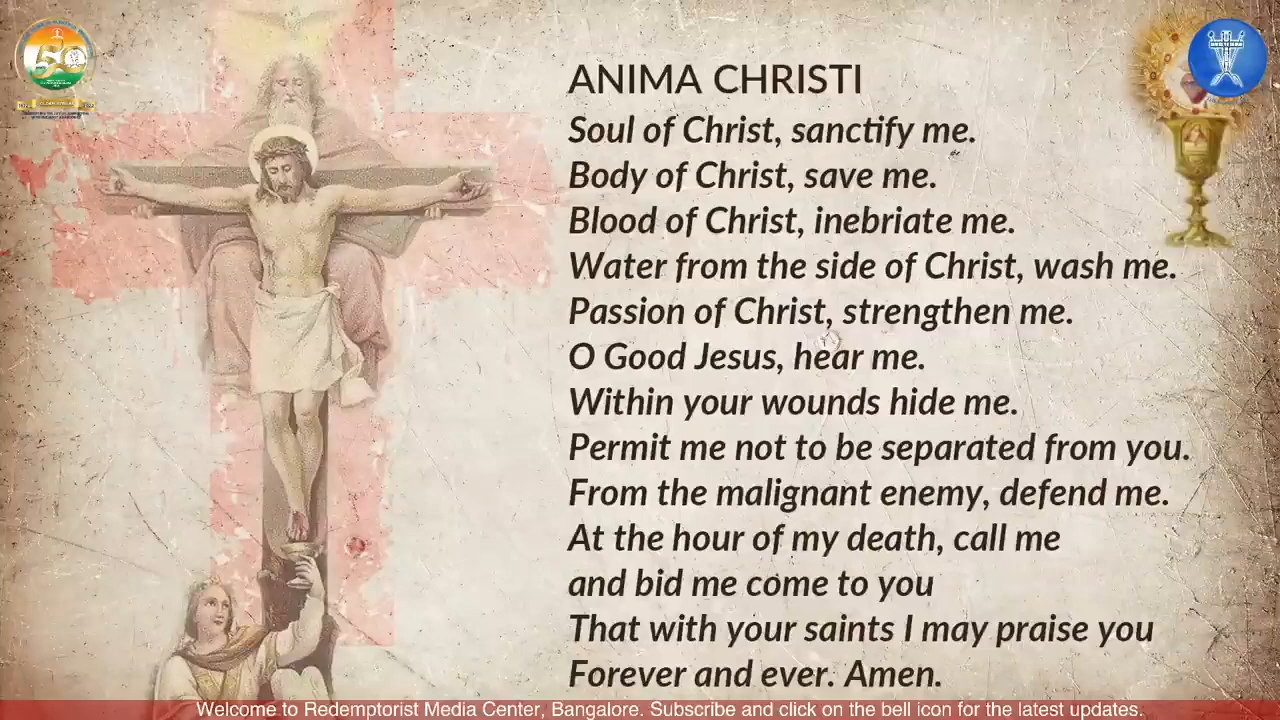 50
ANIMA CHRISTI
Soul of Christ, sanctify me.
Body of Christ, save me.
Blood of Christ, inebriate me.
Water from the side of Christ, wash me.
Passion of Christ, strengthen me.
O Good Jesus, hear me.
Within your wounds hide me.
Permit me not to be separated from you.
From the malignant enemy, defend me.
At the hour of my death, call me
and bid me come to you
That with your saints I may praise you
Forever and ever. Amen.
Welcome to Redemptorist Media Center, Bangalore. Subscribe and click on the bell icon for the latest updates.